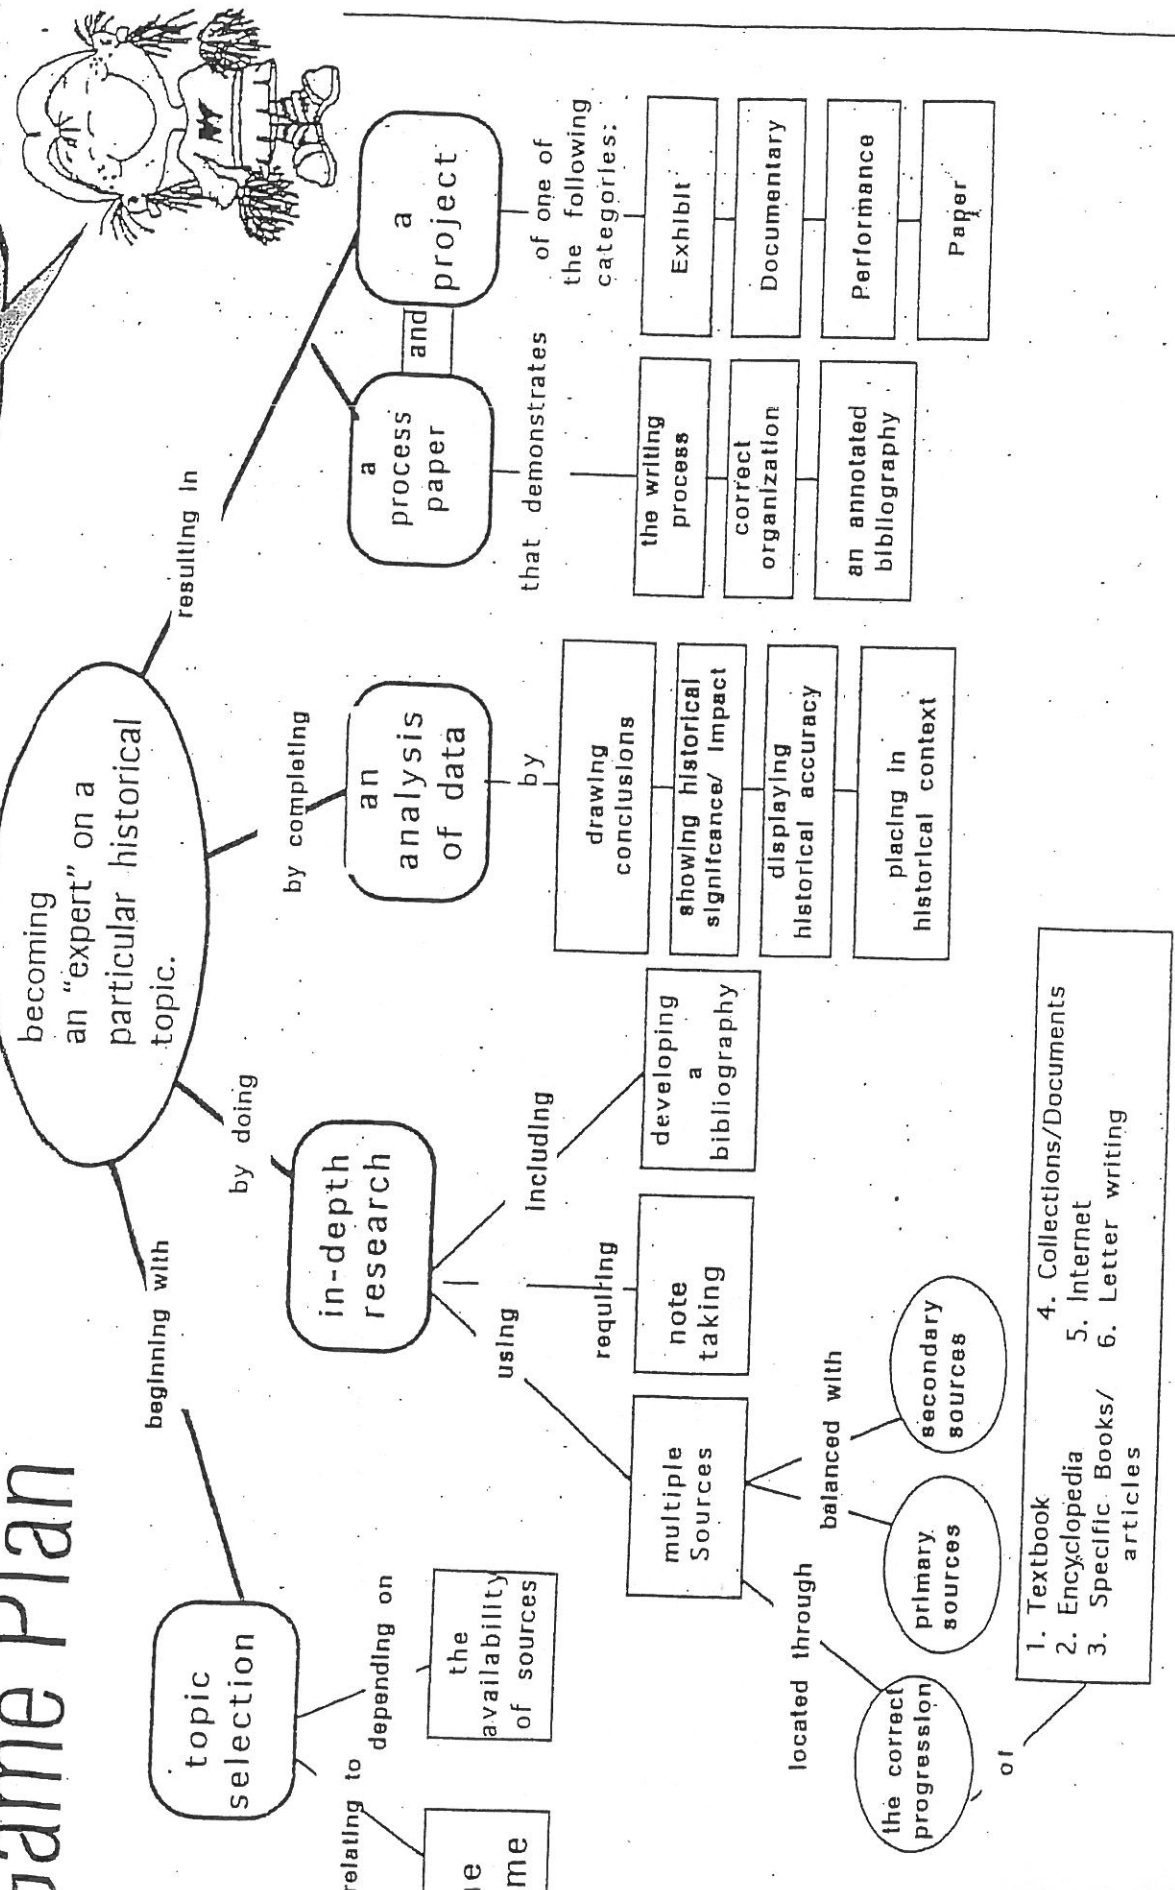 Game Plan
becoming
an "expert" on a
particular historical
topic.
beginning with
topic
selection
relating to
depending on
the
availability
of sources
by doing
in-depth
research
using
requiring
including
multiple
Sources
note
taking
developing
a
bibliography
located through
balanced with
the correct
progression
primary
sources
secondary
sources
of
1. Textbook
2. Encyclopedia
3. Specific Books/
articles
4. Collections/Documents
5. Internet
6. Letter writing
by completing
an
analysis
of data
by
drawing
conclusions
showing historical
signifcance/ impact
displaying
historical accuracy
placing in
historical context
resulting in
a
process
paper
and
a
project
that demonstrates
the writing
process
correct
organization
an annotated
bibliography
of one of
the following
categories:
Exhibit
Documentary
Performance
Paper